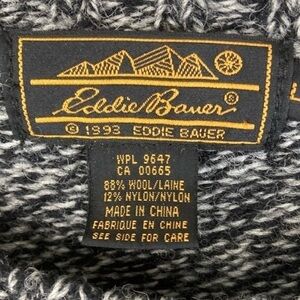 Eddie Bauer®
© 1993 EDDIE BAUER
WPL 9647
CA 00665
88% WOOL/LAINE
12% NYLON/NYLON
MADE IN CHINA
FABRIQUÉ EN CHINE
SEE SIDE FOR CARE